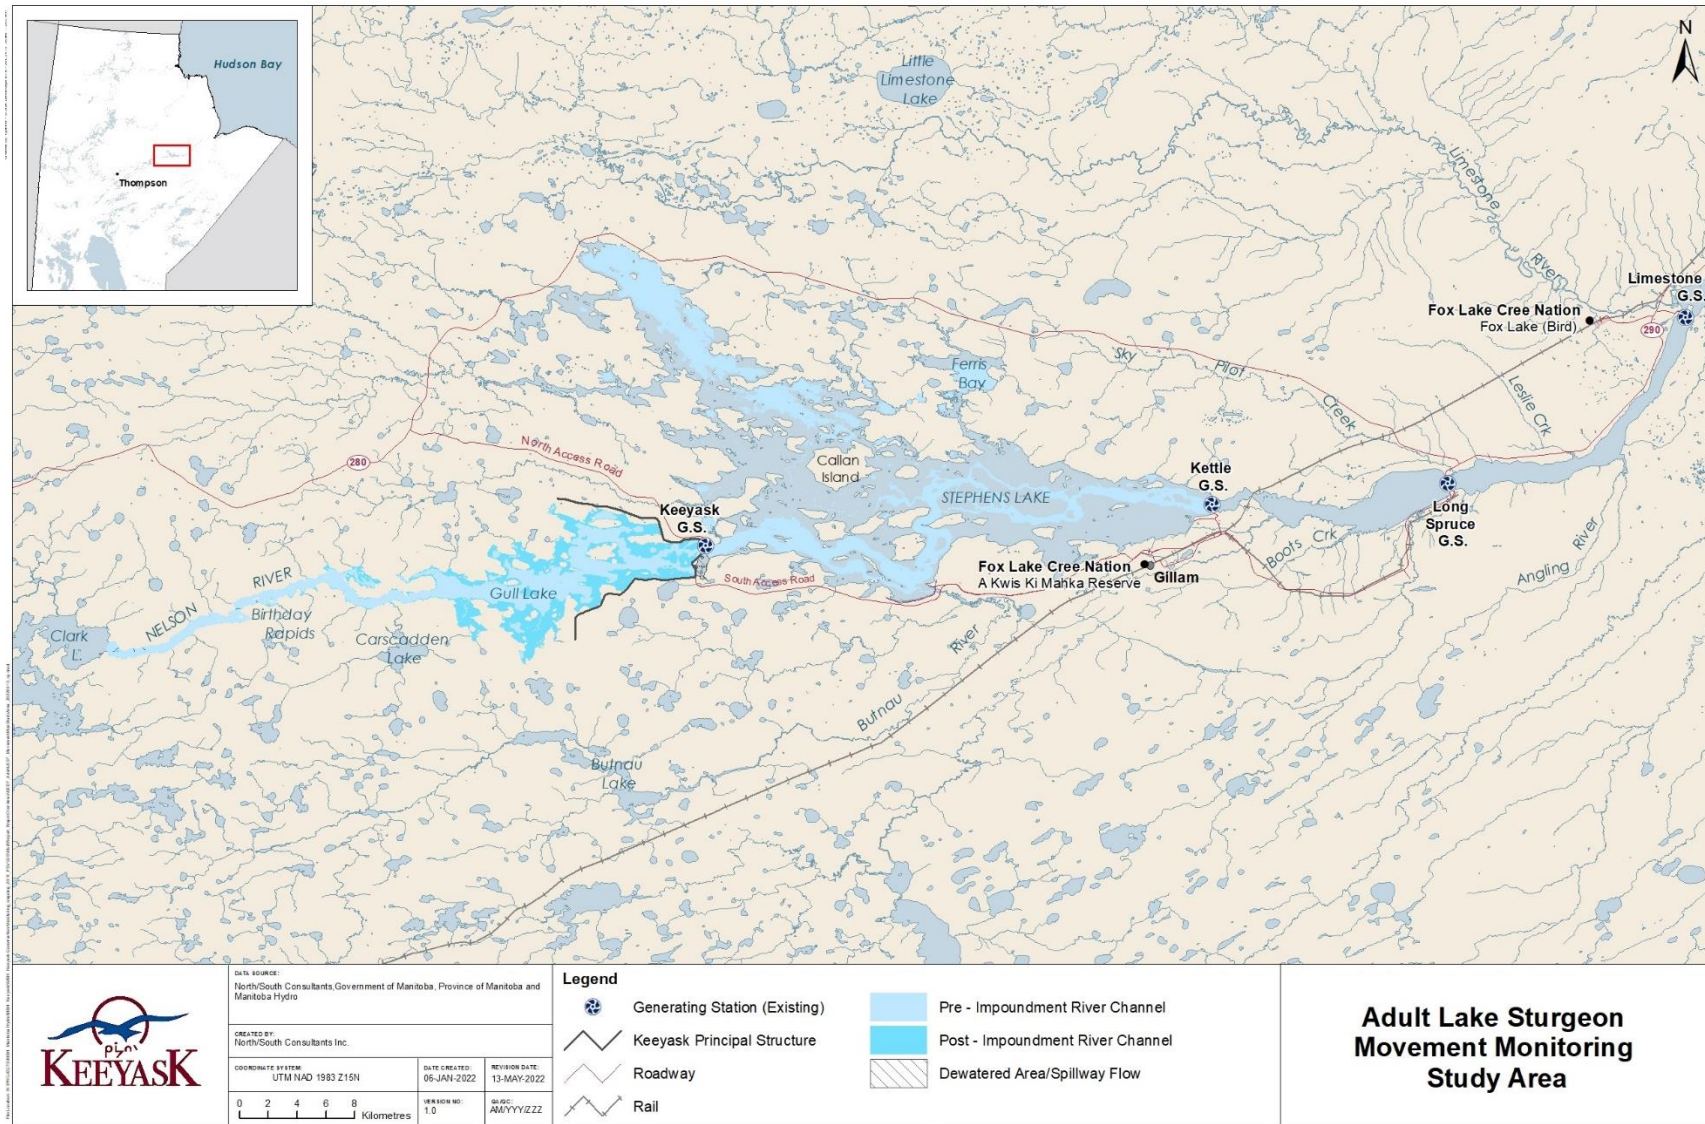 Hudson Bay
Thompson
N
Little
Limestone
Lake
Limestone
River
Limestone
G.S.
Fox Lake Cree Nation
Fox Lake (Bird)
290
Ferris
Bay
Sky Pilot Creek
Leslie Crk
North Access Road
280
Callan
Island
STEPHENS LAKE
Kettle
G.S.
Keeyask
G.S.
Long
Spruce
G.S.
Boots Crk
Angling River
Fox Lake Cree Nation
A Kwis Ki Mahka Reserve
Gillam
South Access Road
NELSON RIVER
Gull Lake
Birthday
Rapids
Clark
L.
Carscadden
Lake
Butnau River
Butnau
Lake
KEEYASK
DATA SOURCE:
North/South Consultants, Government of Manitoba, Province of Manitoba and
Manitoba Hydro
CREATED BY:
North/South Consultants Inc.
COORDINATE SYSTEM:
UTM NAD 1983 Z15N
DATE CREATED:
06-JAN-2022
REVISION DATE:
13-MAY-2022
0 2 4 6 8 Kilometres
VERSION NO:
1.0
QA/QC:
AM/YYY/ZZZ
Legend
Generating Station (Existing)
Keeyask Principal Structure
Roadway
Rail
Pre - Impoundment River Channel
Post - Impoundment River Channel
Dewatered Area/Spillway Flow
Adult Lake Sturgeon
Movement Monitoring
Study Area